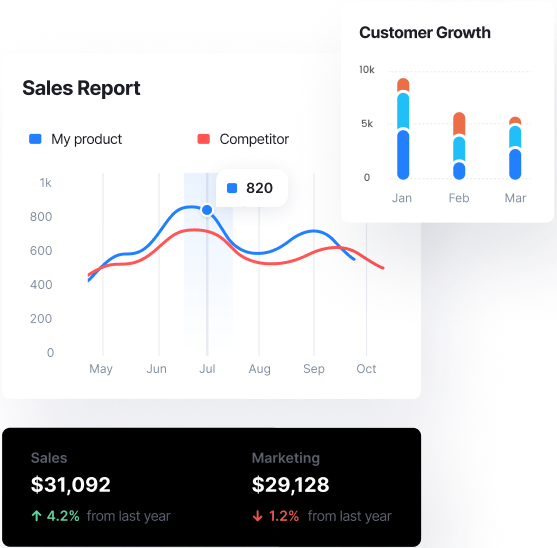 Customer Growth
10k
5k
0
Jan Feb Mar
Sales Report
My product Competitor
820
1k
800
600
400
200
0
May Jun Jul Aug Sep Oct
Sales Marketing
$31,092 $29,128
↑ 4.2% from last year ↓ 1.2% from last year